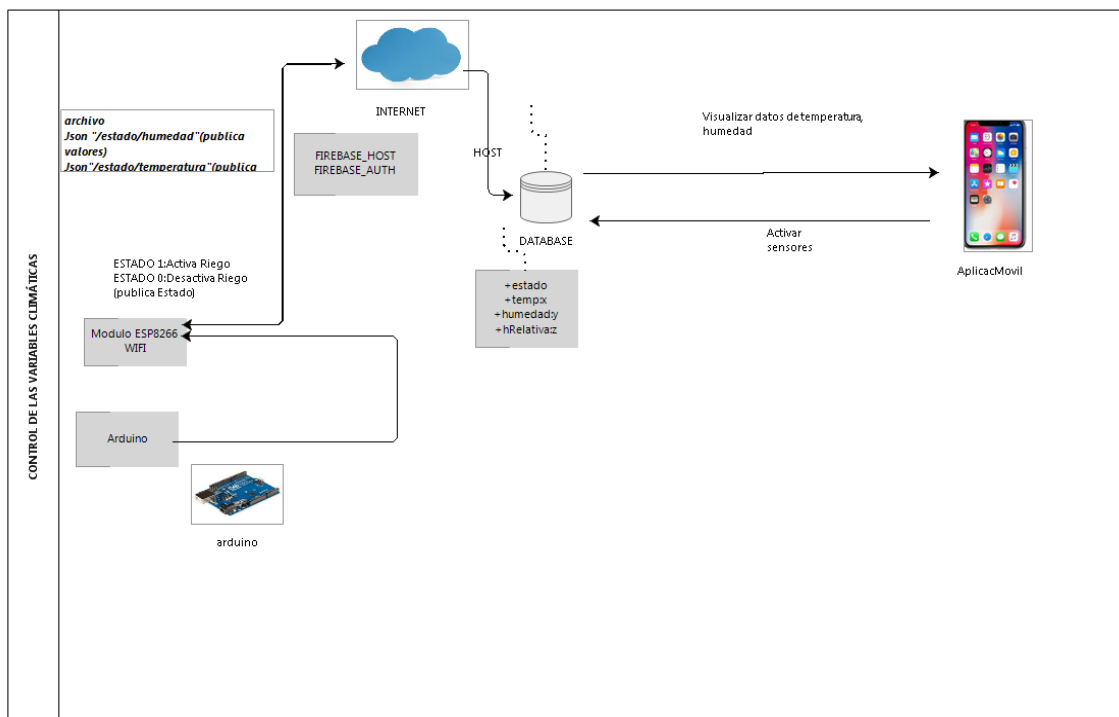 CONTROL DE LAS VARIABLES CLIMÁTICAS
INTERNET
archivo
Json "/estado/humedad"(publica
valores)
Json"/estado/temperatura"(publica
FIREBASE_HOST
FIREBASE_AUTH
HOST
DATABASE
Visualizar datos de temperatura,
humedad
Activar
sensores
AplicacMovil
ESTADO 1:Activa Riego
ESTADO 0:Desactiva Riego
(publica Estado)
+estado
+temp:x
+humedad:y
+hRelativa:z
Modulo ESP8266
WIFI
Arduino
arduino